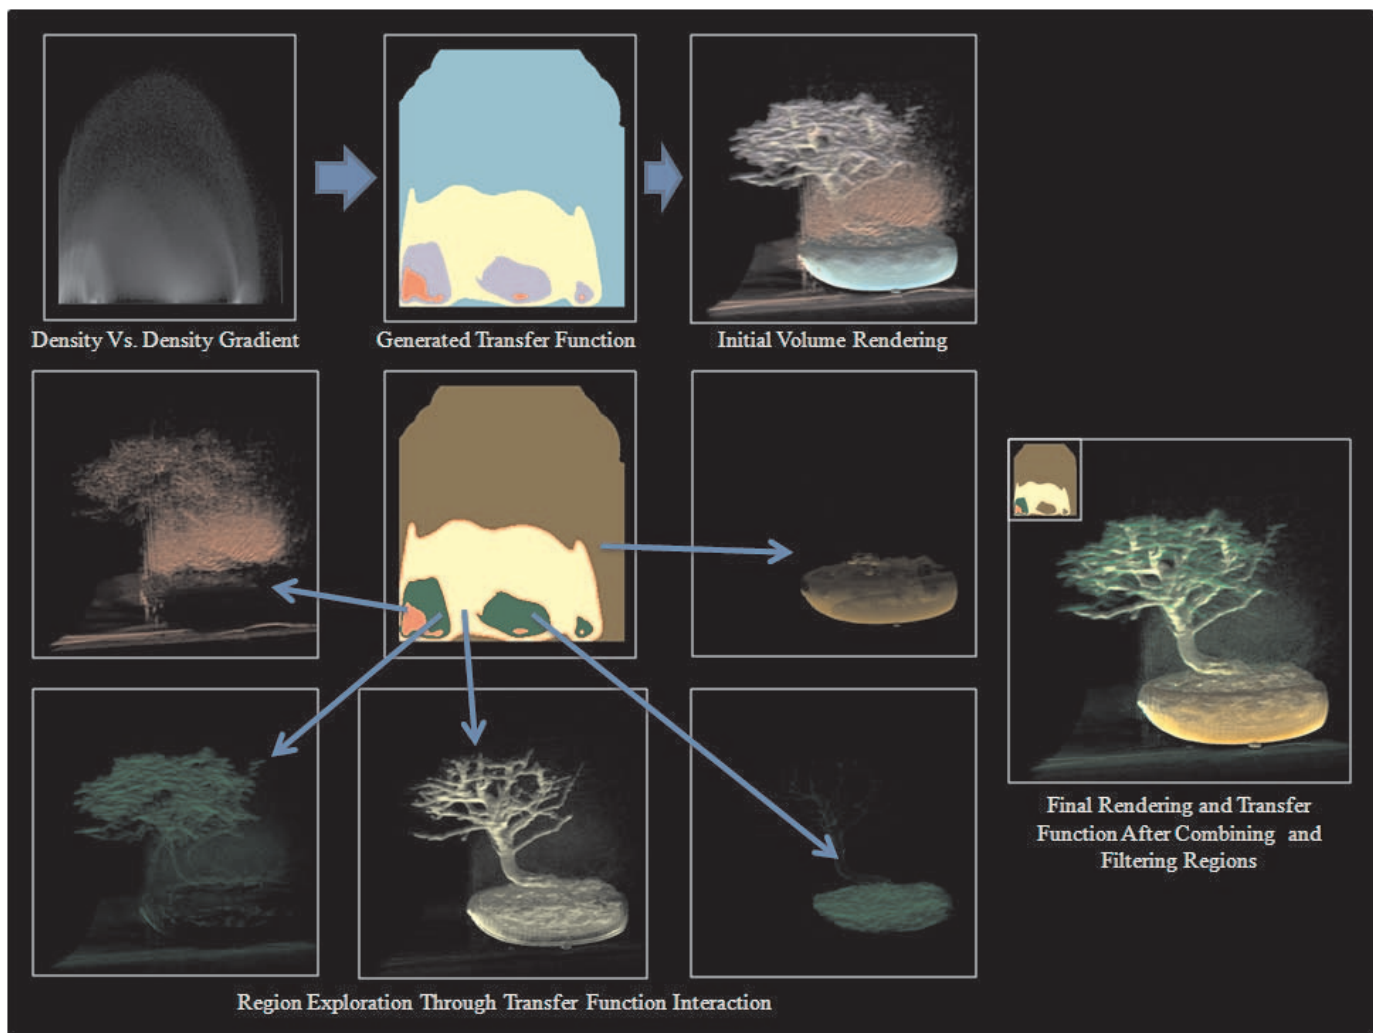 Density Vs. Density Gradient
Generated Transfer Function
Initial Volume Rendering
Final Rendering and Transfer
Function After Combining and
Filtering Regions
Region Exploration Through Transfer Function Interaction